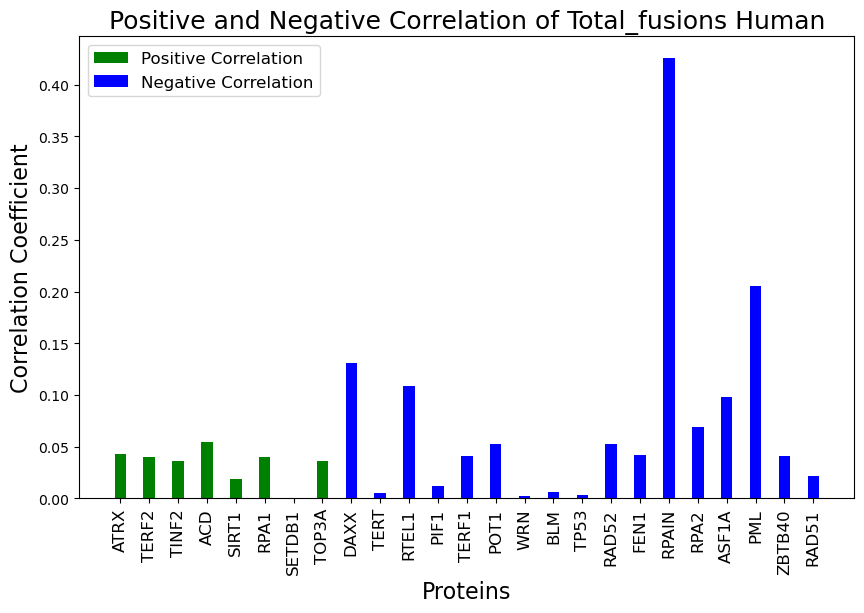 Positive and Negative Correlation of Total_fusions Human
Positive Correlation
Negative Correlation
Correlation Coefficient
0.40
0.35
0.30
0.25
0.20
0.15
0.10
0.05
0.00
ATRX
TERF2
TINF2
ACD
SIRT1
RPA1
SETDB1
TOP3A
DAXX
TERT
RTEL1
PIF1
TERF1
POT1
WRN
BLM
TP53
RAD52
FEN1
RPAIN
RPA2
ASF1A
PML
ZBTB40
RAD51
Proteins